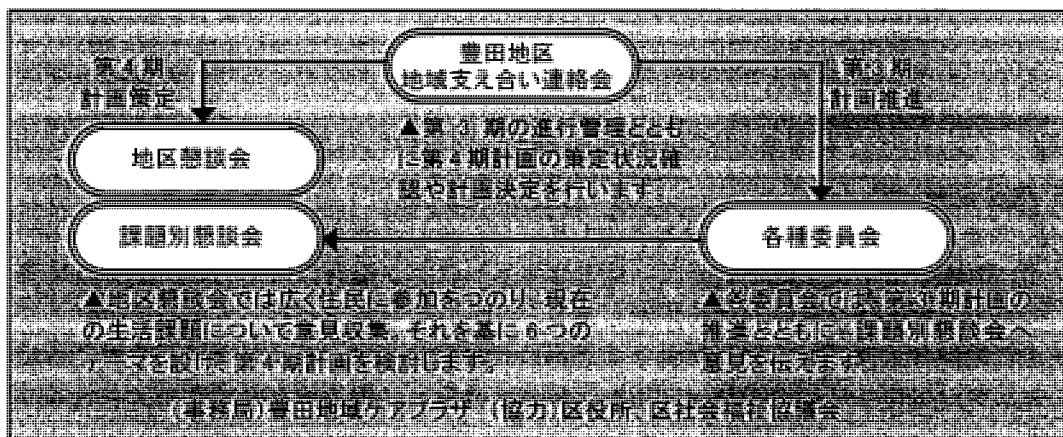 豊田地区
地域支え合い連絡会
第4期
計画策定
第3期
計画推進
▲第3期の進行管理ととも
に第4期計画の策定状況確
認や計画決定を行います。
地区懇談会
課題別懇談会
各種委員会
▲地区懇談会では広く住民に参加をつのり、現在
の生活課題について意見収集。それを基に6つの
テーマを設け、第4期計画を検討します。
▲各委員会では、第3期計画の
推進とともに、課題別懇談会へ
意見を伝えます。
(事務局)豊田地域ケアプラザ (協力)区役所、区社会福祉協議会